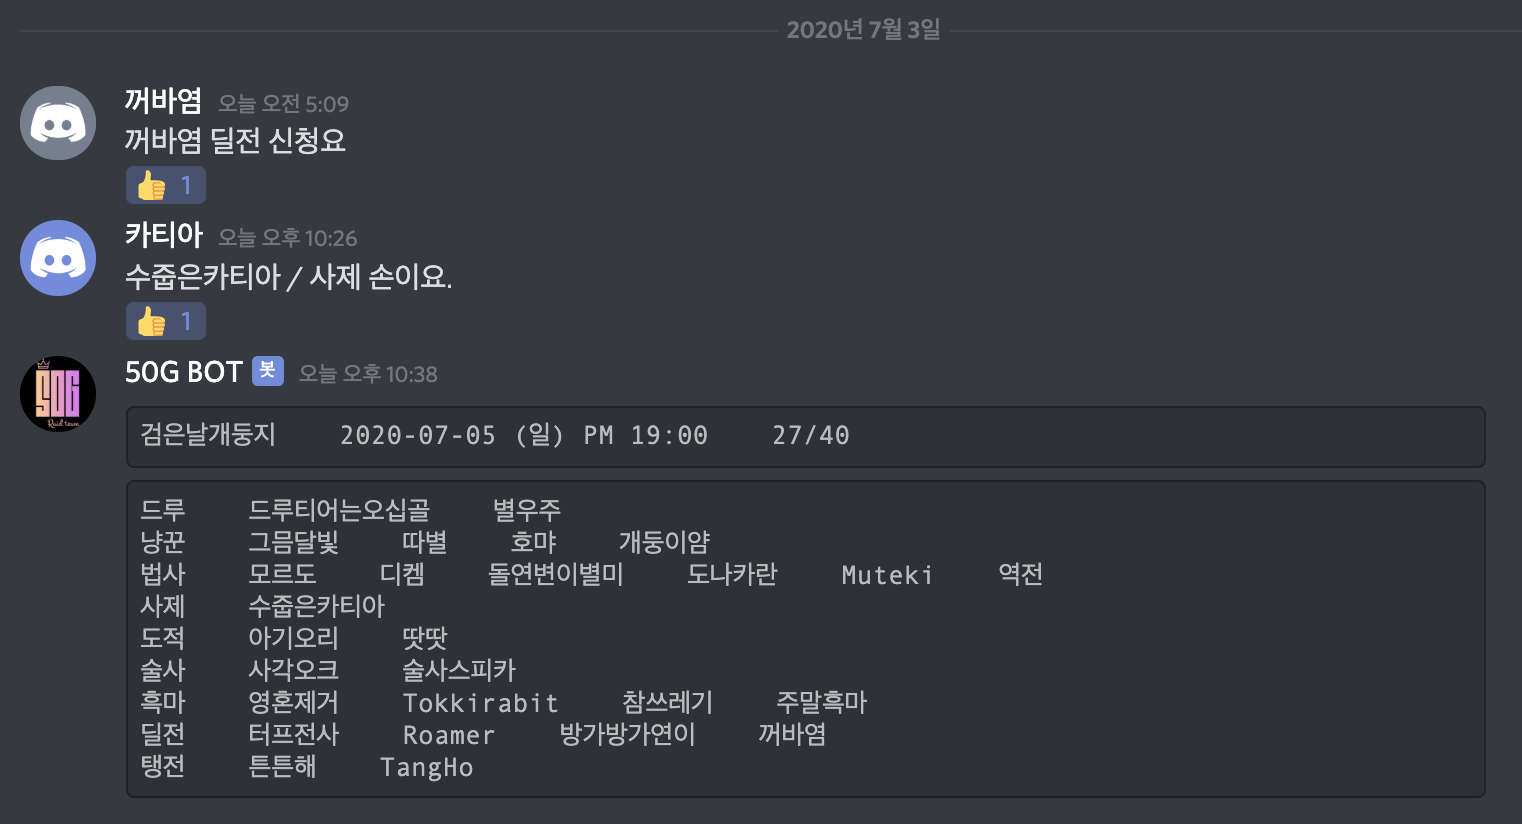 2020년 7월 3일
꺼바염 오늘 오전 5:09
꺼바염 딜전 신청요
👍 1
카티아 오늘 오후 10:26
수줍은카티아 / 사제 손이요.
👍 1
50G BOT 봇 오늘 오후 10:38
50G
Raid team
검은날개둥지 2020-07-05 (일) PM 19:00 27/40
드루 드루티어는오십골 별우주
냥꾼 그믐달빛 따별 호먀 개둥이얌
법사 모르도 디켐 돌연변이별미 도나카란 Muteki 역전
사제 수줍은카티아
도적 아기오리 땃땃
술사 사각오크 술사스피카
흑마 영혼제거 Tokkirabit 참쓰레기 주말흑마
딜전 터프전사 Roamer 방가방가연이 꺼바염
탱전 튼튼해 TangHo